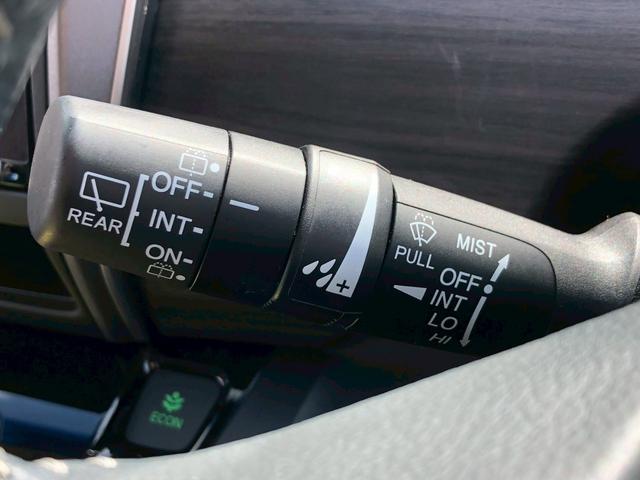 OFF-
REAR
INT-
ON-
+
PULL
MIST
OFF
INT
LO
HI
ECON